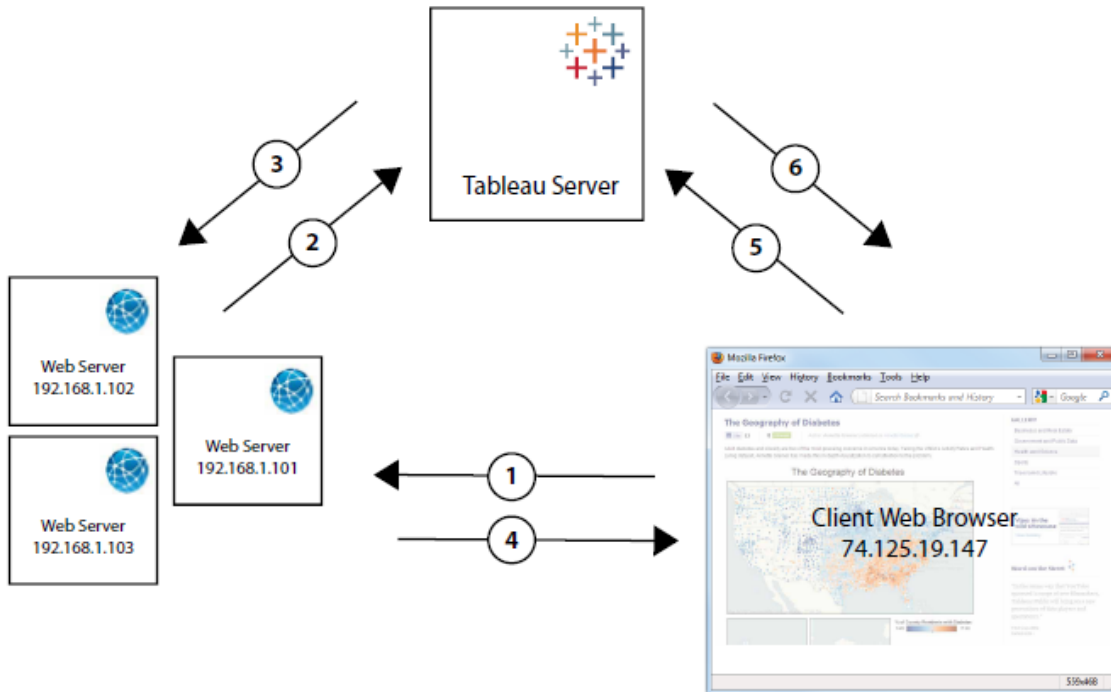 Tableau Server
3
2
6
5
Web Server
192.168.1.102
Web Server
192.168.1.101
Web Server
192.168.1.103
1
4
Mozilla Firefox
File Edit View History Bookmarks Tools Help
Search Bookmarks and History
Google
The Geography of Diabetes
The Geography of Diabetes
Client Web Browser
74.125.19.147
559x468